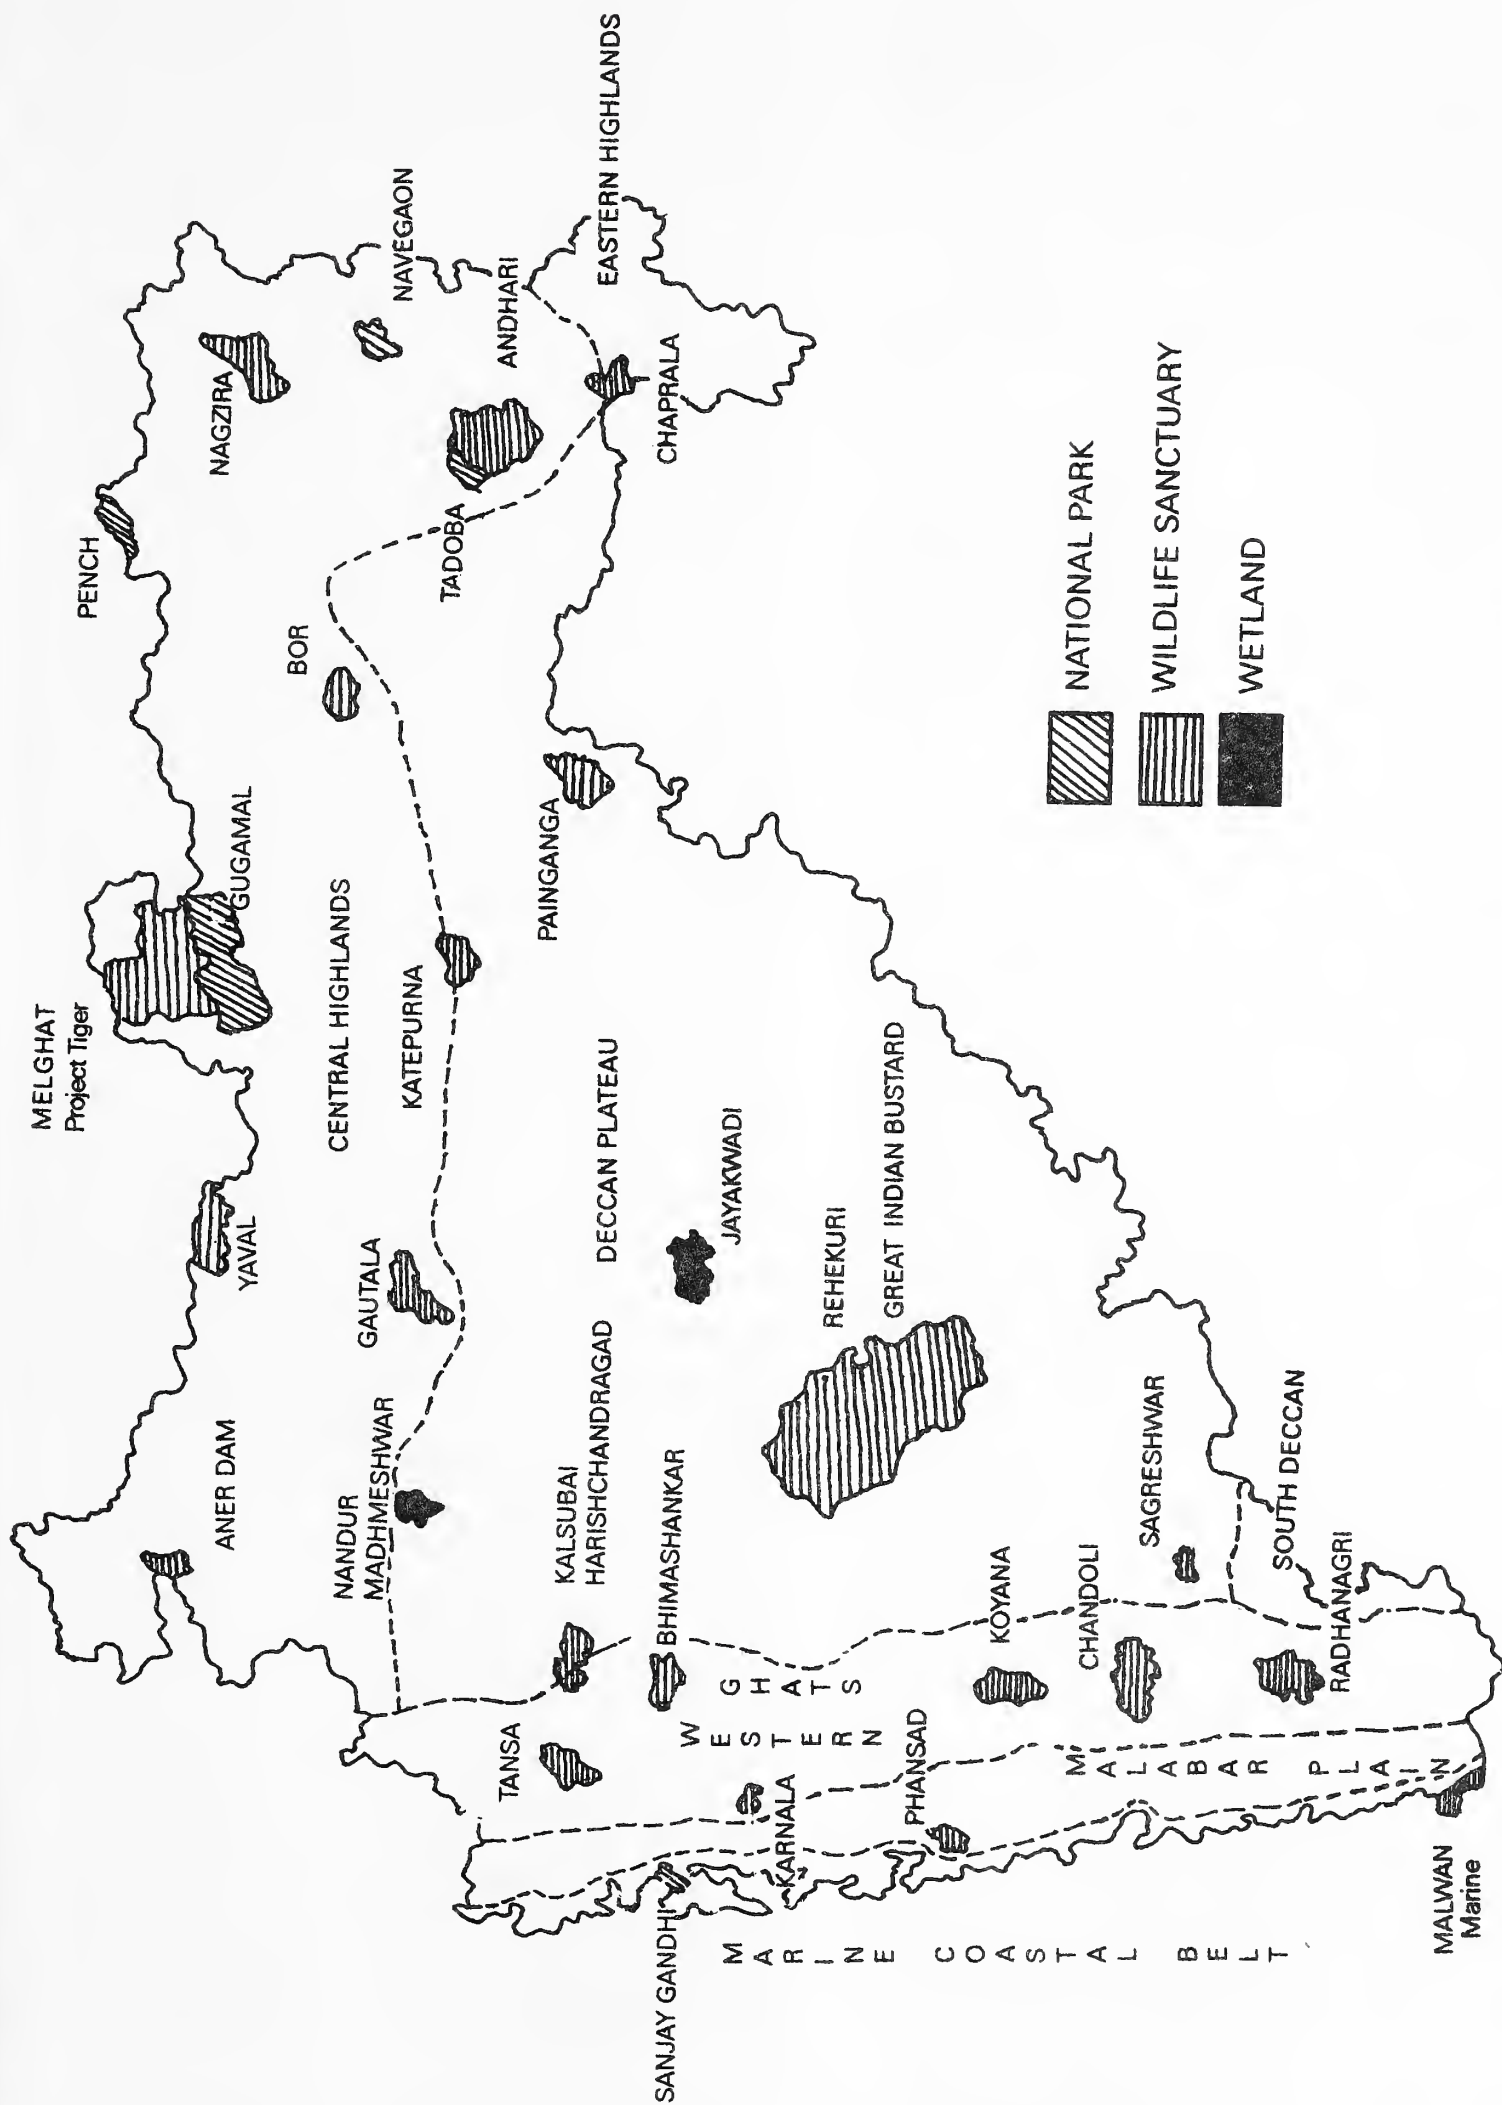 MELGHAT
Project Tiger
PENCH
GUGAMAL
YAVAL
NAGZIRA
ANER DAM
BOR
CENTRAL HIGHLANDS
NAVEGAON
GAUTALA
KATEPURNA
NANDUR
MADHMESHWAR
TADOBA
ANDHARI
PAINGANGA
EASTERN HIGHLANDS
CHAPRALA
TANSA
KALSUBAI
HARISHCHANDRAGAD
DECCAN PLATEAU
BHIMASHANKAR
JAYAKWADI
SANJAY GANDHI
WESTERN
GHATS
KARNALA
REHEKURI
GREAT INDIAN BUSTARD
PHANSAD
KOYANA
CHANDOLI
SAGRESHWAR
MARINE COASTAL BELT
MALABAR PLAIN
SOUTH DECCAN
RADHANAGRI
MALWAN
Marine
NATIONAL PARK
WILDLIFE SANCTUARY
WETLAND